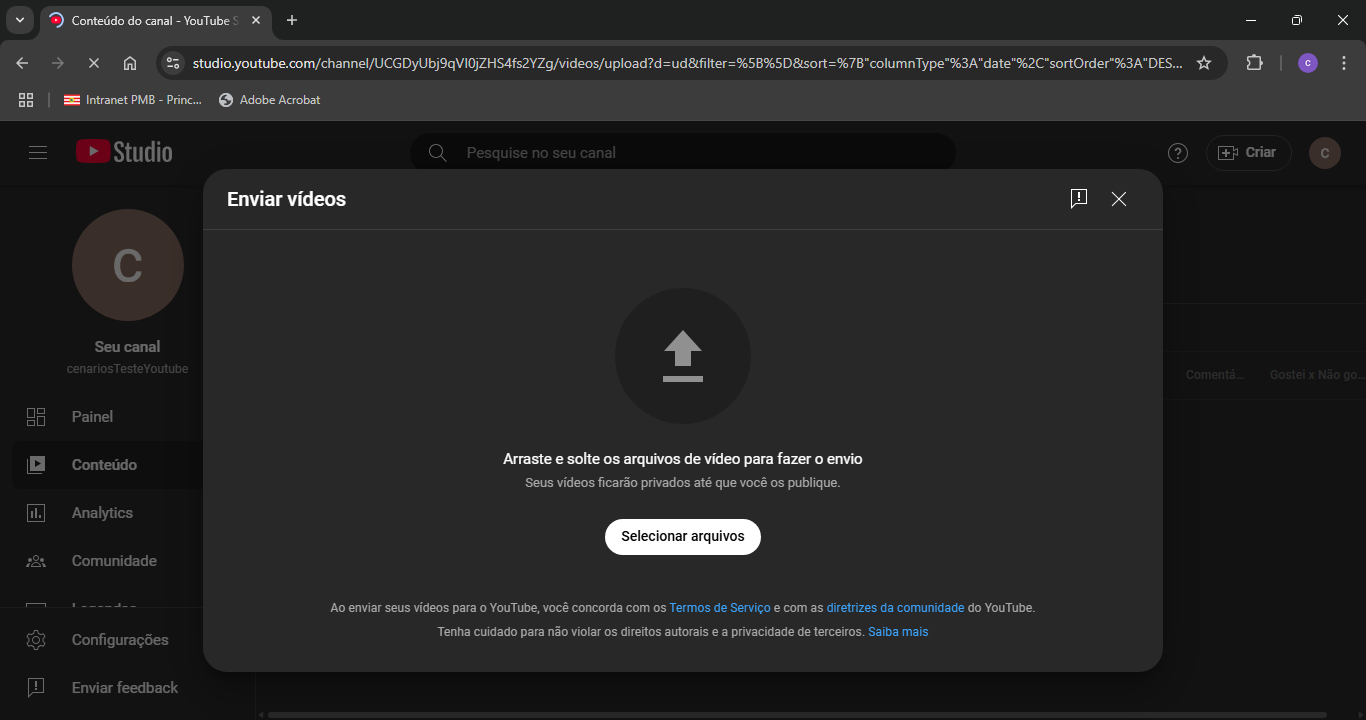 Conteúdo do canal - YouTube S
studio.youtube.com/channel/UCGDyUbj9qVI0jZHS4fs2YZg/videos/upload?d=ud&filter=%5B%5D&sort=%7B"columnType"%3A"date"%2C"sortOrder"%3A"DES...
C
Intranet PMB - Princ...
Adobe Acrobat
Studio
Pesquise no seu canal
Criar
C
Enviar vídeos
C
Seu canal
cenariosTesteYoutube
Comentá...
Gostei x Não go...
Painel
Conteúdo
Analytics
Comunidade
Legendas
Configurações
Enviar feedback
Arraste e solte os arquivos de vídeo para fazer o envio
Seus vídeos ficarão privados até que você os publique.
Selecionar arquivos
Ao enviar seus vídeos para o YouTube, você concorda com os Termos de Serviço e com as diretrizes da comunidade do YouTube.
Tenha cuidado para não violar os direitos autorais e a privacidade de terceiros. Saiba mais